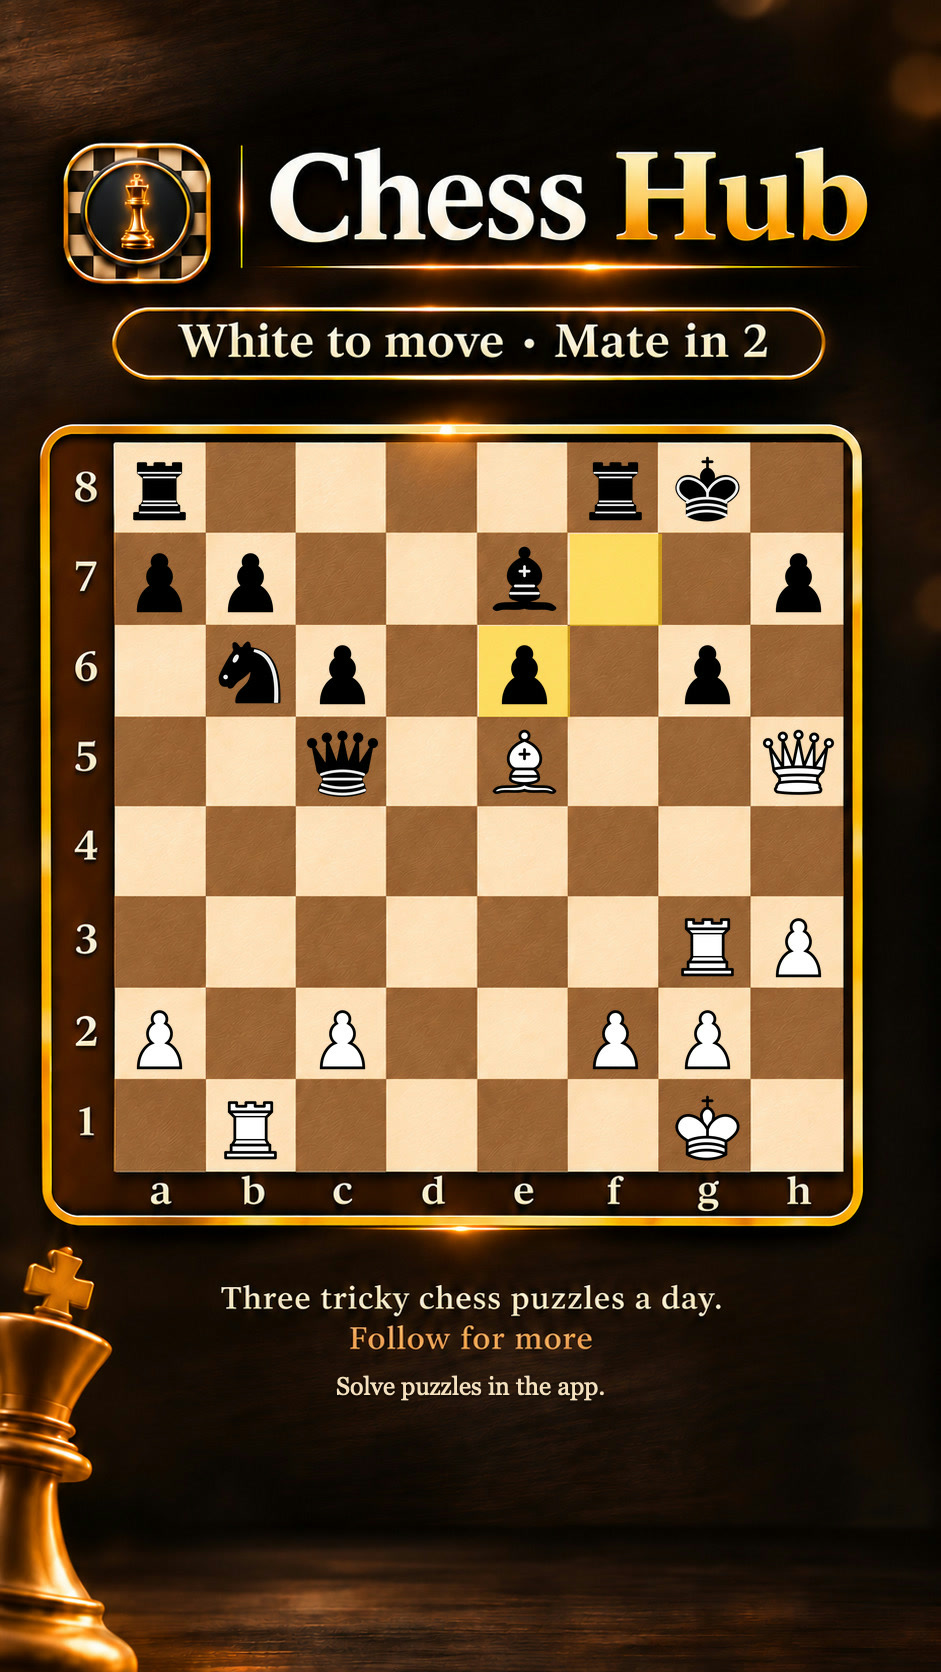 Chess Hub
White to move • Mate in 2
8
7
6
5
4
3
2
1
a b c d e f g h
Three tricky chess puzzles a day.
Follow for more
Solve puzzles in the app.